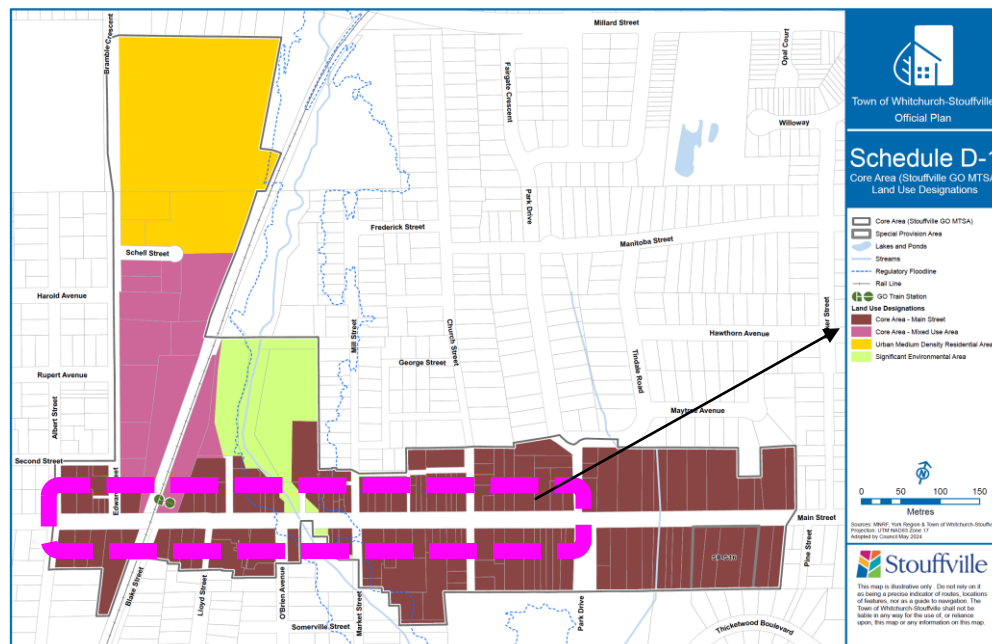 Bramble Crescent
Millard Street
Opal Court
Fairgate Crescent
Willoway
Park Drive
Frederick Street
Manitoba Street
Schell Street
Harold Avenue
Mill Street
Church Street
Hawthorn Avenue
George Street
Tindale Road
Rupert Avenue
Albert Street
Maytree Avenue
Second Street
Main Street
SP-S16
Pine Street
Blake Street
Lloyd Street
O'Brien Avenue
Market Street
Park Drive
Somerville Street
Thicketwood Boulevard
Town of Whitchurch-Stouffville
Official Plan
Schedule D-1
Core Area (Stouffville GO MTSA)
Land Use Designations
Core Area (Stouffville GO MTSA)
Special Provision Area
Lakes and Ponds
Streams
Regulatory Floodline
Rail Line
GO Train Station
Land Use Designations
Core Area - Main Street
Core Area - Mixed Use Area
Urban Medium Density Residential Area
Significant Environmental Area
N
0 50 100 150
Metres
Sources: MNRF, York Region & Town of Whitchurch-Stouffville
Projection: UTM NAD83 Zone 17
Adopted by Council May 2024
Stouffville
This map is illustrative only . Do not rely on it
as being a precise indicator of routes, locations
of features, nor as a guide to navigation. The
Town of Whitchurch-Stouffville shall not be
liable in any way for the use of, or reliance
upon, this map or any information on this map.